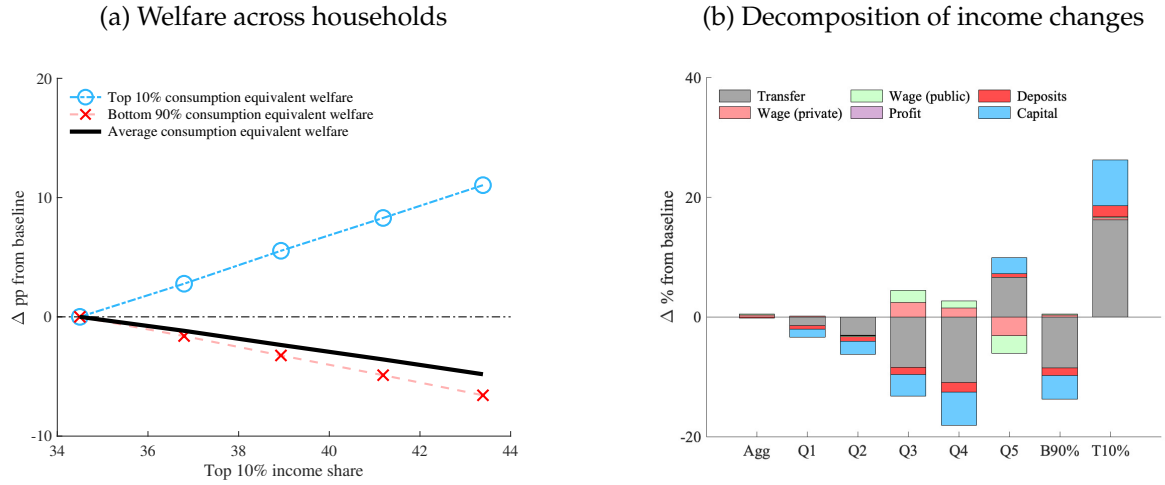 (a) Welfare across households
20
Top 10% consumption equivalent welfare
Bottom 90% consumption equivalent welfare
Average consumption equivalent welfare
10
0
-10
Δ pp from baseline
34
36
38
40
42
44
Top 10% income share
(b) Decomposition of income changes
40
Transfer
Wage (public)
Deposits
Wage (private)
Profit
Capital
20
0
-20
Δ % from baseline
Agg
Q1
Q2
Q3
Q4
Q5
B90%
T10%